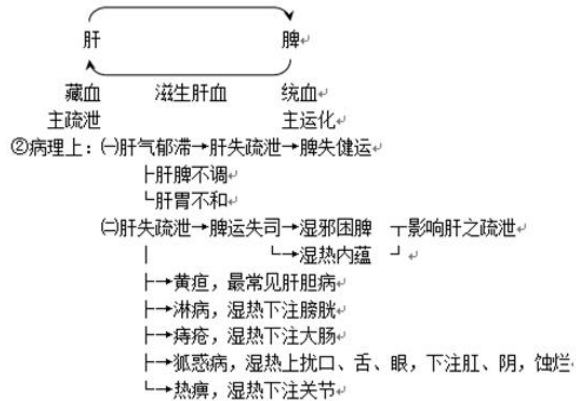 肝 脾↵
藏血 滋生肝血 统血↵
主疏泄 主运化↵
②病理上：㈠肝气郁滞→肝失疏泄→脾失健运↵
├肝脾不调↵
└肝胃不和↵
㈡肝失疏泄→脾运失司→湿邪困脾 ┬影响肝之疏泄↵
│ └→湿热内蕴 ┘↵
├→黄疸，最常见肝胆病↵
├→淋病，湿热下注膀胱↵
├→痔疮，湿热下注大肠↵
├→狐惑病，湿热上扰口、舌、眼，下注肛、阴，蚀烂
└→热痹，湿热下注关节↵